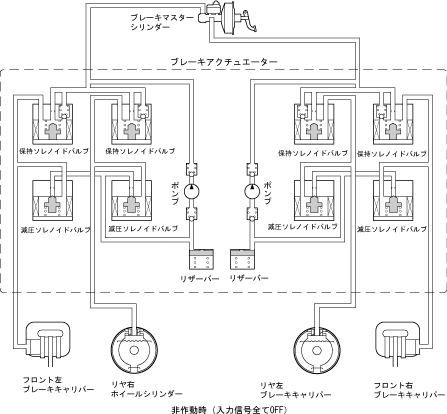 ブレーキマスター
シリンダー
ブレーキアクチュエーター
保持ソレノイドバルブ
保持ソレノイドバルブ
保持ソレノイドバルブ
保持ソレノイドバルブ
ポンプ
ポンプ
減圧ソレノイドバルブ
減圧ソレノイドバルブ
減圧ソレノイドバルブ
減圧ソレノイドバルブ
リザーバー
リザーバー
フロント左
ブレーキキャリパー
リヤ右
ホイールシリンダー
リヤ左
ブレーキキャリパー
フロント右
ブレーキキャリパー
非作動時(入力信号全てOFF)